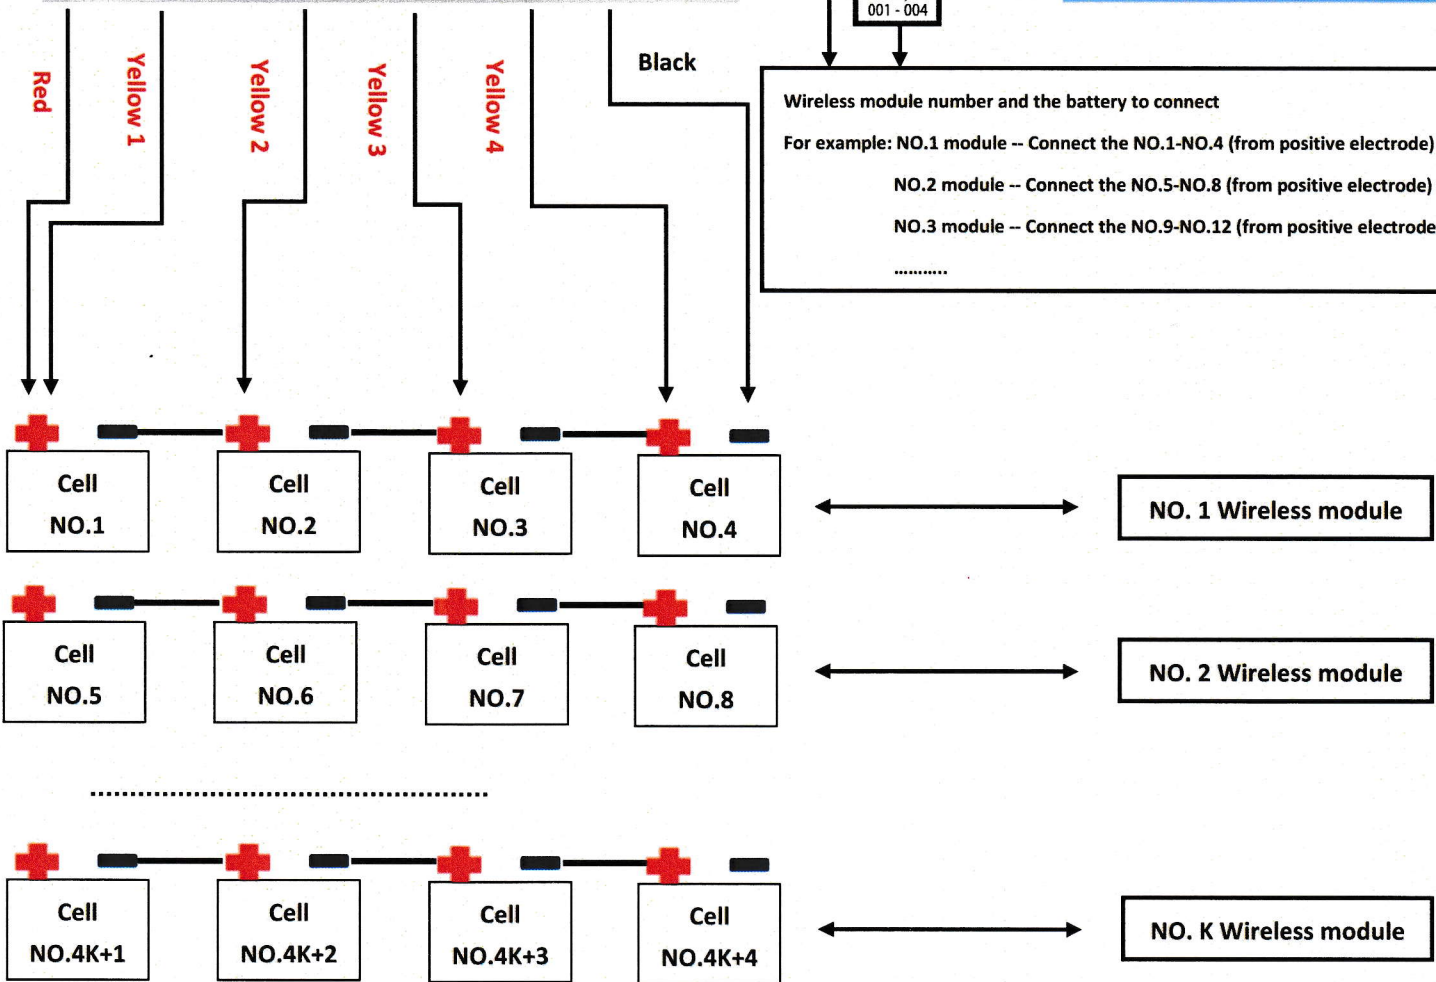 001 - 004
Red
Yellow 1
Yellow 2
Yellow 3
Yellow 4
Black
Wireless module number and the battery to connect
For example: NO.1 module -- Connect the NO.1-NO.4 (from positive electrode)
NO.2 module -- Connect the NO.5-NO.8 (from positive electrode)
NO.3 module -- Connect the NO.9-NO.12 (from positive electrode
...........
Cell
NO.1
Cell
NO.2
Cell
NO.3
Cell
NO.4
NO. 1 Wireless module
Cell
NO.5
Cell
NO.6
Cell
NO.7
Cell
NO.8
NO. 2 Wireless module
Cell
NO.4K+1
Cell
NO.4K+2
Cell
NO.4K+3
Cell
NO.4K+4
NO. K Wireless module